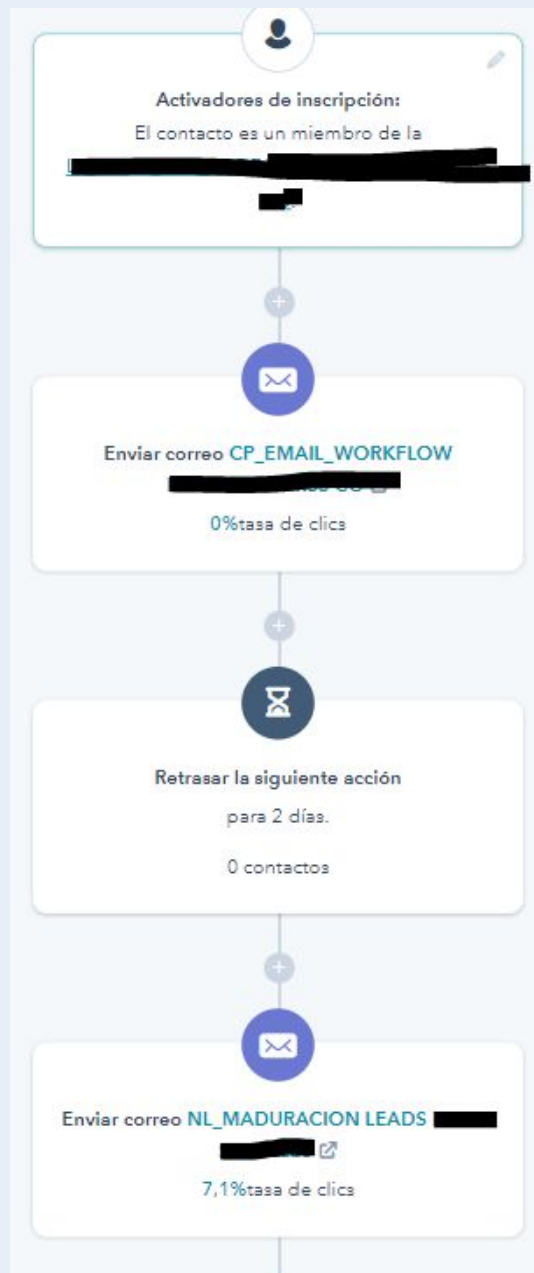 Activadores de inscripción:
El contacto es un miembro de la
Enviar correo CP_EMAIL_WORKFLOW
0%tasa de clics
Retrasar la siguiente acción
para 2 días.
0 contactos
Enviar correo NL_MADURACION LEADS
7,1%tasa de clics